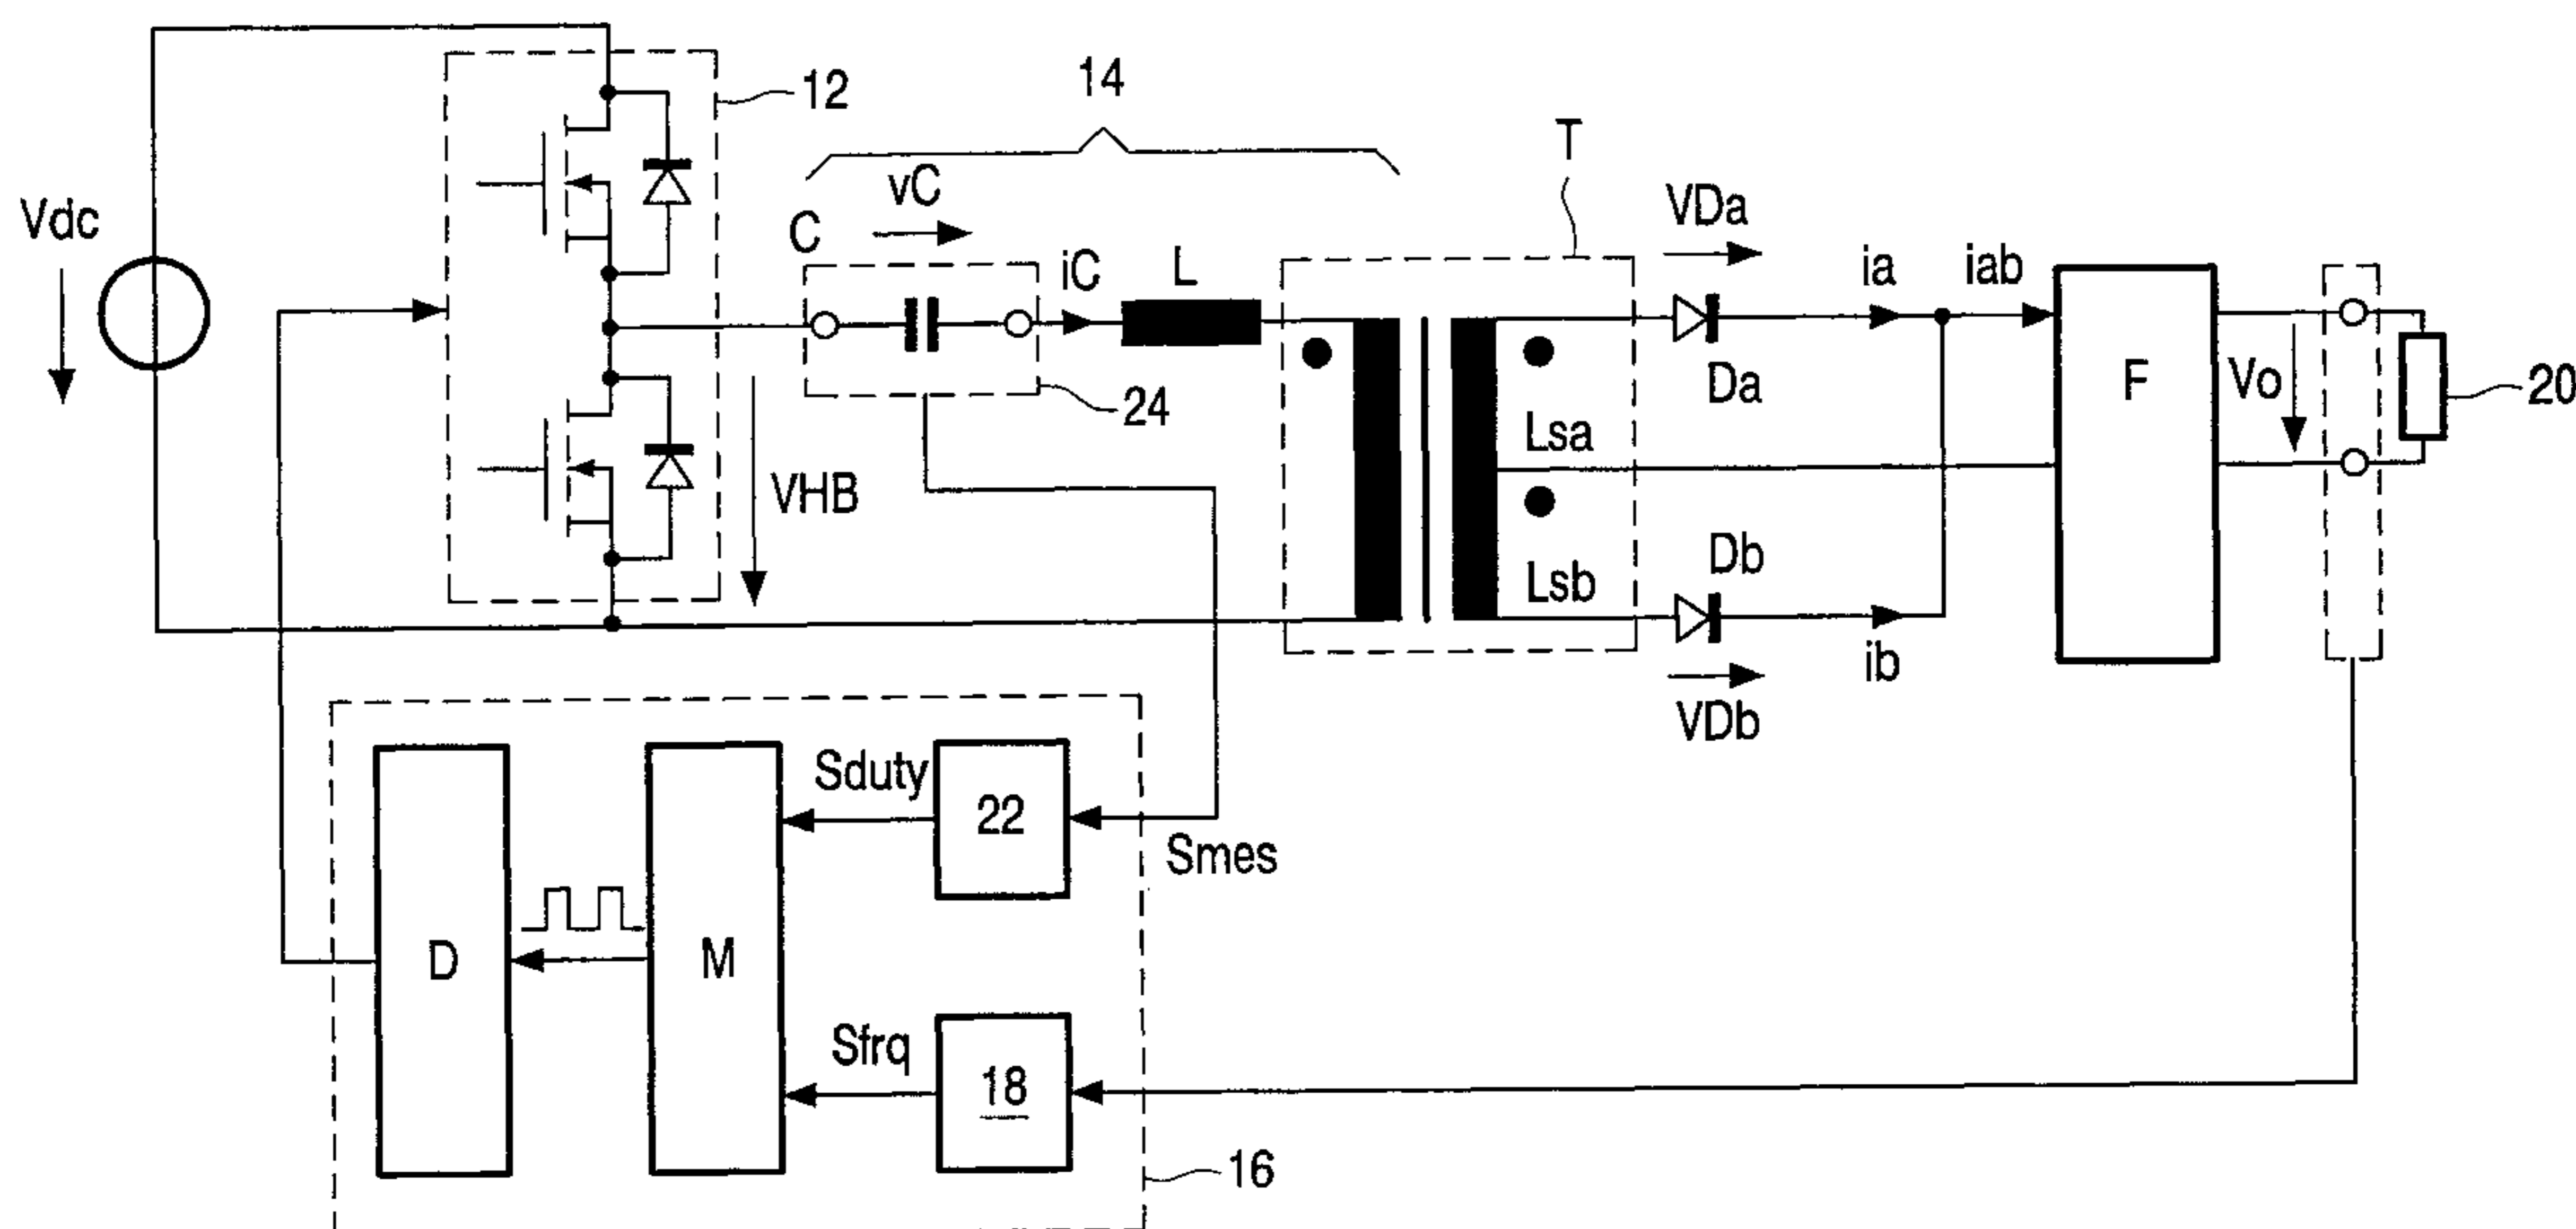 14
12
T
vC
VDa
Vdc
C
iC
L
ia
iab
Da
F
Vo
20
24
Lsa
VHB
Db
Lsb
ib
VDb
Sduty
22
Smes
D
M
Sfrq
18
16